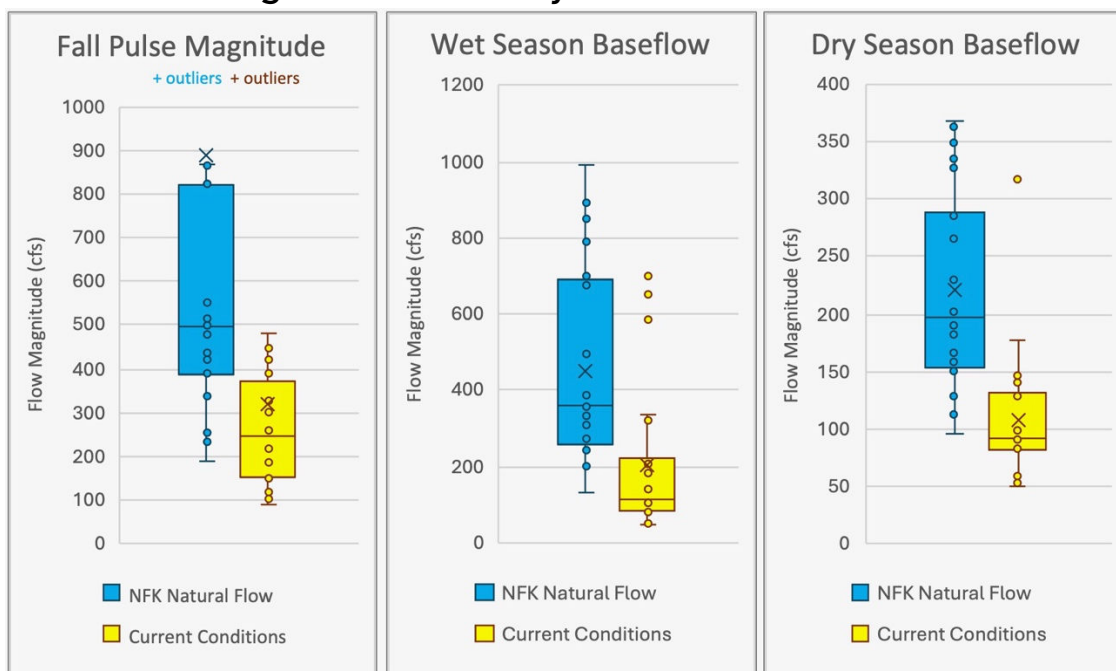 Fall Pulse Magnitude
+ outliers + outliers
1000
900
800
700
600
500
400
300
200
100
0
Flow Magnitude (cfs)
NFK Natural Flow
Current Conditions
Wet Season Baseflow
1200
1000
800
600
400
200
0
Flow Magnitude (cfs)
NFK Natural Flow
Current Conditions
Dry Season Baseflow
400
350
300
250
200
150
100
50
0
Flow Magnitude (cfs)
NFK Natural Flow
Current Conditions